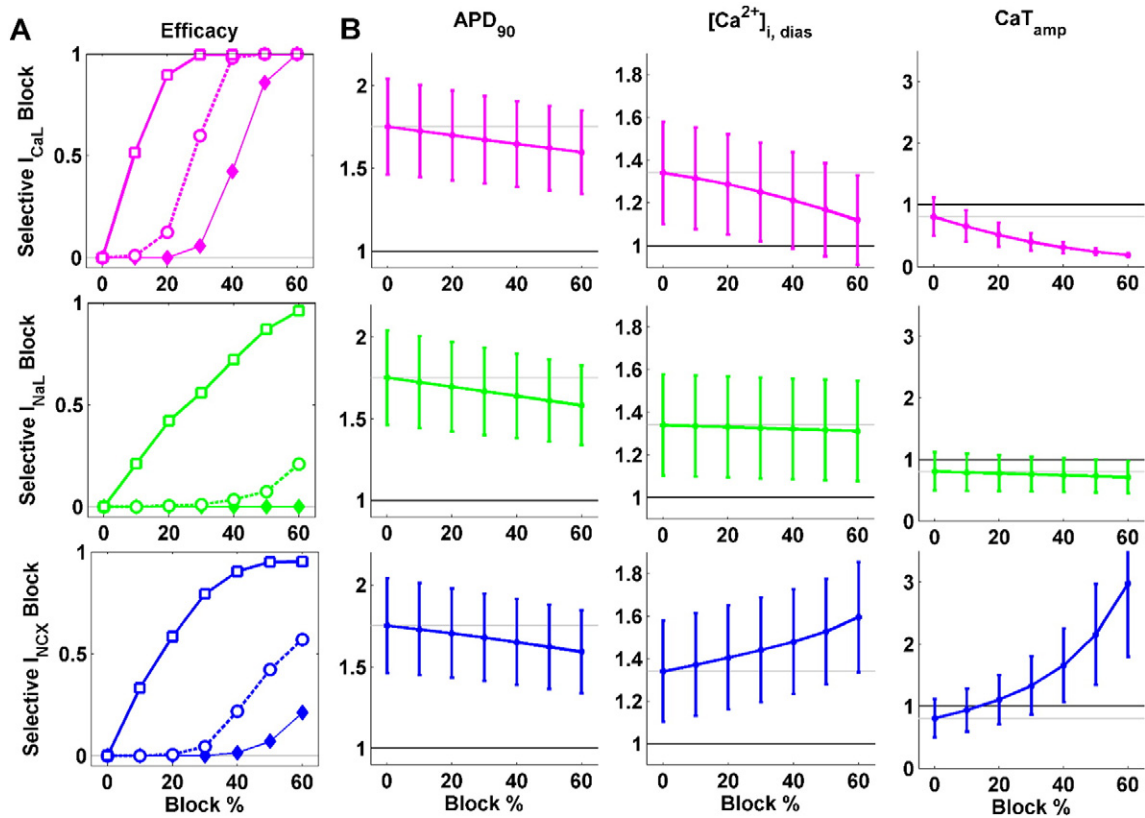 A
Efficacy
B
APD90
[Ca2+]i, dias
CaTamp
Selective ICaL Block
1
0.5
0
0 20 40 60
2
1.5
1
0 20 40 60
1.8
1.6
1.4
1.2
1
0 20 40 60
3
2
1
0
0 20 40 60
Selective INaL Block
1
0.5
0
0 20 40 60
2
1.5
1
0 20 40 60
1.8
1.6
1.4
1.2
1
0 20 40 60
3
2
1
0
0 20 40 60
Selective INCX Block
1
0.5
0
0 20 40 60
Block %
2
1.5
1
0 20 40 60
Block %
1.8
1.6
1.4
1.2
1
0 20 40 60
Block %
3
2
1
0
0 20 40 60
Block %